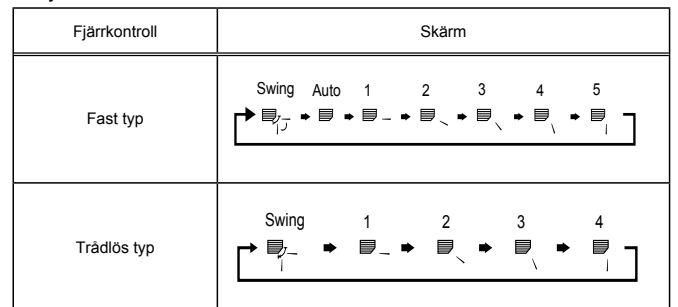 Fjärrkontroll Skärm
Fast typ
Swing Auto 1 2 3 4 5
Trådlös typ
Swing 1 2 3 4